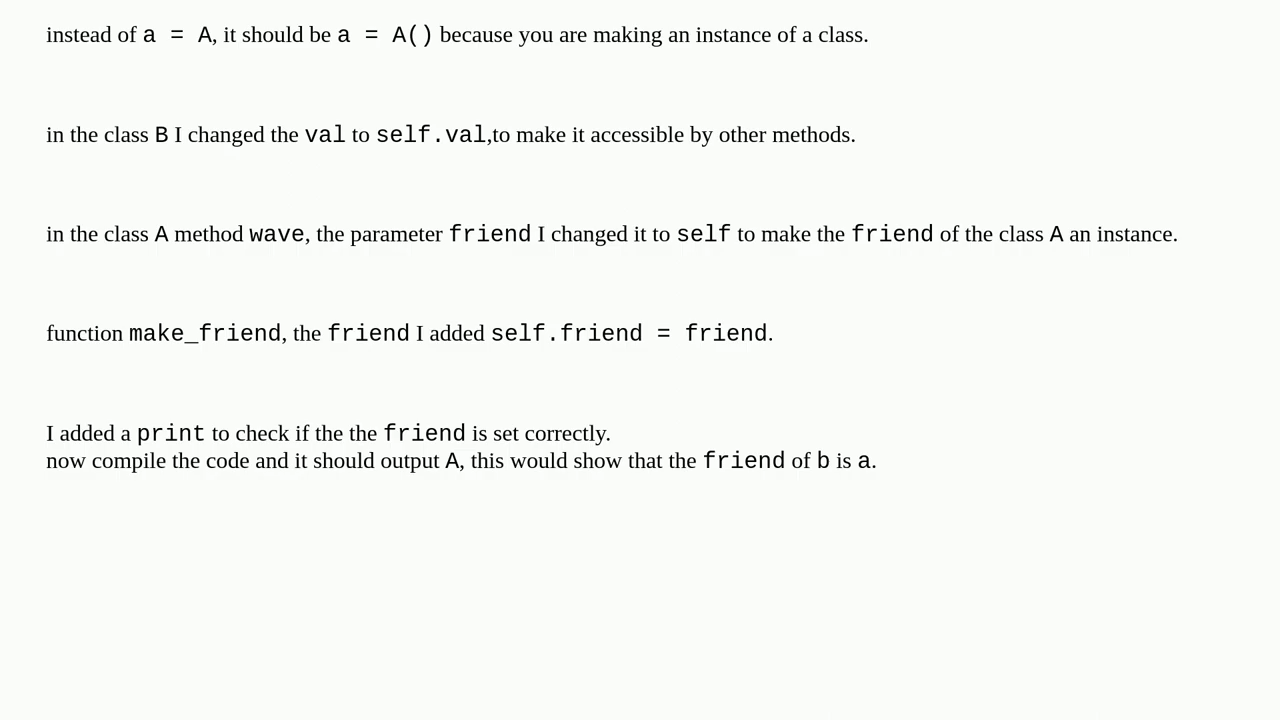 instead of a = A, it should be a = A() because you are making an instance of a class.
in the class B I changed the val to self.val,to make it accessible by other methods.
in the class A method wave, the parameter friend I changed it to self to make the friend of the class A an instance.
function make_friend, the friend I added self.friend = friend.
I added a print to check if the the friend is set correctly.
now compile the code and it should output A, this would show that the friend of b is a.